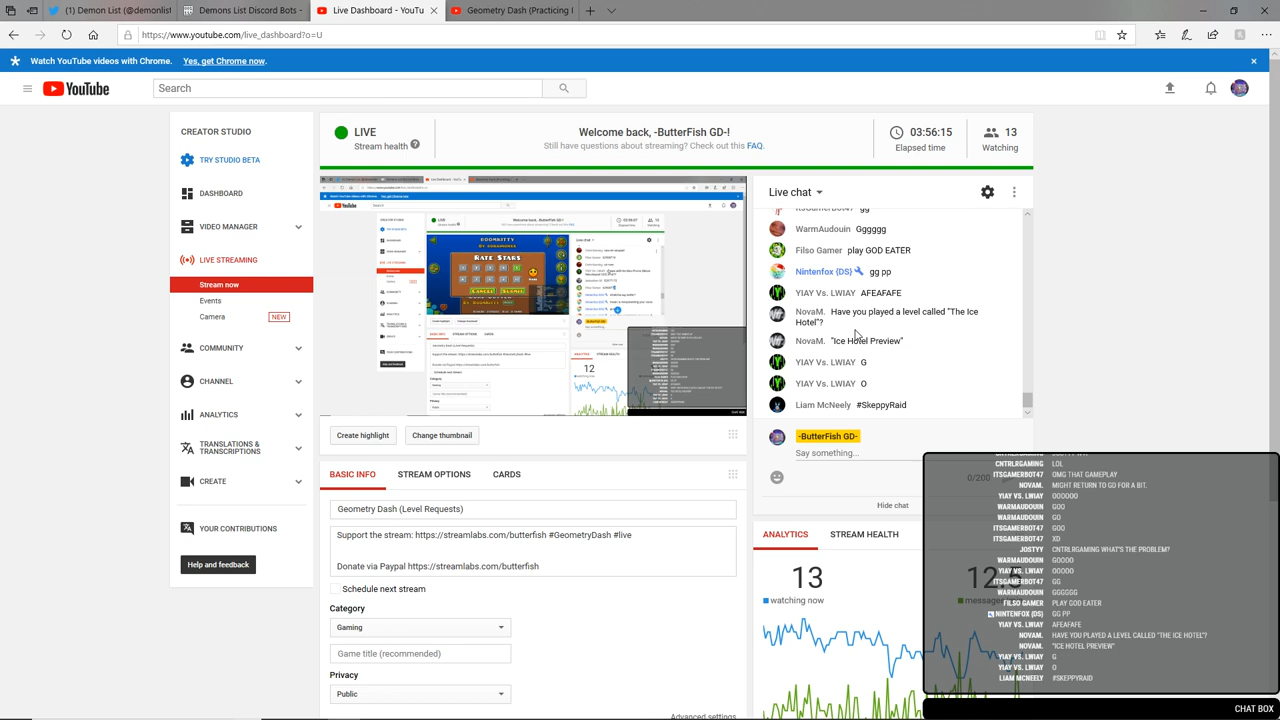 (1) Demon List (@demonlist
Demons List Discord Bots -
Live Dashboard - YouTu
Geometry Dash (Practicing I
https://www.youtube.com/live_dashboard?o=U
Watch YouTube videos with Chrome. Yes, get Chrome now.
YouTube
Search
CREATOR STUDIO
TRY STUDIO BETA
DASHBOARD
VIDEO MANAGER
LIVE STREAMING
Stream now
Events
Camera NEW
COMMUNITY
CHANNEL
ANALYTICS
TRANSLATIONS &
TRANSCRIPTIONS
CREATE
YOUR CONTRIBUTIONS
Help and feedback
LIVE
Stream health
Welcome back, -ButterFish GD-!
Still have questions about streaming? Check out this FAQ.
03:56:15
Elapsed time
13
Watching
RATE STARS
12
Create highlight
Change thumbnail
BASIC INFO STREAM OPTIONS CARDS
Geometry Dash (Level Requests)
Support the stream: https://streamlabs.com/butterfish #GeometryDash #live
Donate via Paypal https://streamlabs.com/butterfish
Schedule next stream
Category
Gaming
Game title (recommended)
Privacy
Public
Advanced settings
Live chat
WarmAudouin Gggggg
Filso Gamer play GOD EATER
Nintenfox {DS} gg pp
YIAY Vs. LWIAY AFEAFAFE
NovaM. Have you played a level called "The Ice
Hotel"?
NovaM. "Ice Hotel Preview"
YIAY Vs. LWIAY G
YIAY Vs. LWIAY O
Liam McNeely #SkeppyRaid
-ButterFish GD-
Say something...
0/200
Hide chat
ANALYTICS STREAM HEALTH
13
watching now
12.5
messages
CNTRLRGAMING LOL
ITSGAMERBOT47 OMG THAT GAMEPLAY
NOVAM. MIGHT RETURN TO GD FOR A BIT.
YIAY VS. LWIAY OOOOOO
WARMAUDOUIN GOO
WARMAUDOUIN GO
ITSGAMERBOT47 GOO
ITSGAMERBOT47 XD
JOSTYY CNTRLRGAMING WHAT'S THE PROBLEM?
WARMAUDOUIN GOODO
YIAY VS. LWIAY OOOOO
ITSGAMERBOT47 GG
WARMAUDOUIN GGGGGG
FILSO GAMER PLAY GOD EATER
NINTENFOX {DS} GG PP
YIAY VS. LWIAY AFEAFAFE
NOVAM. HAVE YOU PLAYED A LEVEL CALLED "THE ICE HOTEL"?
NOVAM. "ICE HOTEL PREVIEW"
YIAY VS. LWIAY G
YIAY VS. LWIAY O
LIAM MCNEELY #SKEPPYRAID
CHAT BOX